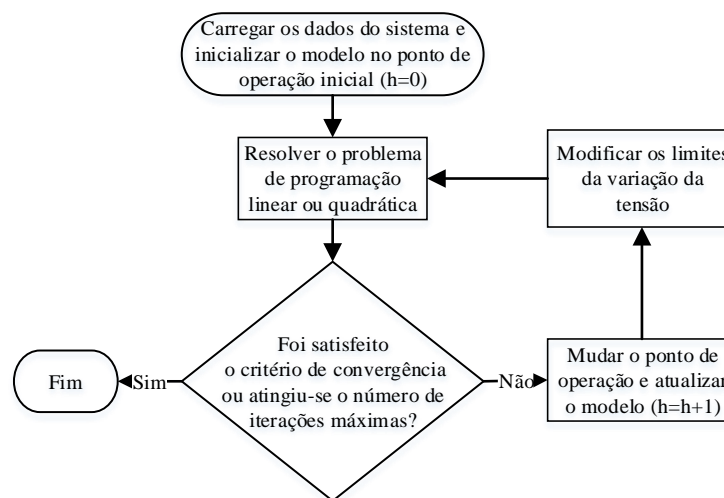 Carregar os dados do sistema e
inicializar o modelo no ponto de
operação inicial (h=0)
Resolver o problema
de programação
linear ou quadrática
Modificar os limites
da variação da
tensão
Foi satisfeito
o critério de convergência
ou atingiu-se o número de
iterações máximas?
Sim
Fim
Não
Mudar o ponto de
operação e atualizar
o modelo (h=h+1)